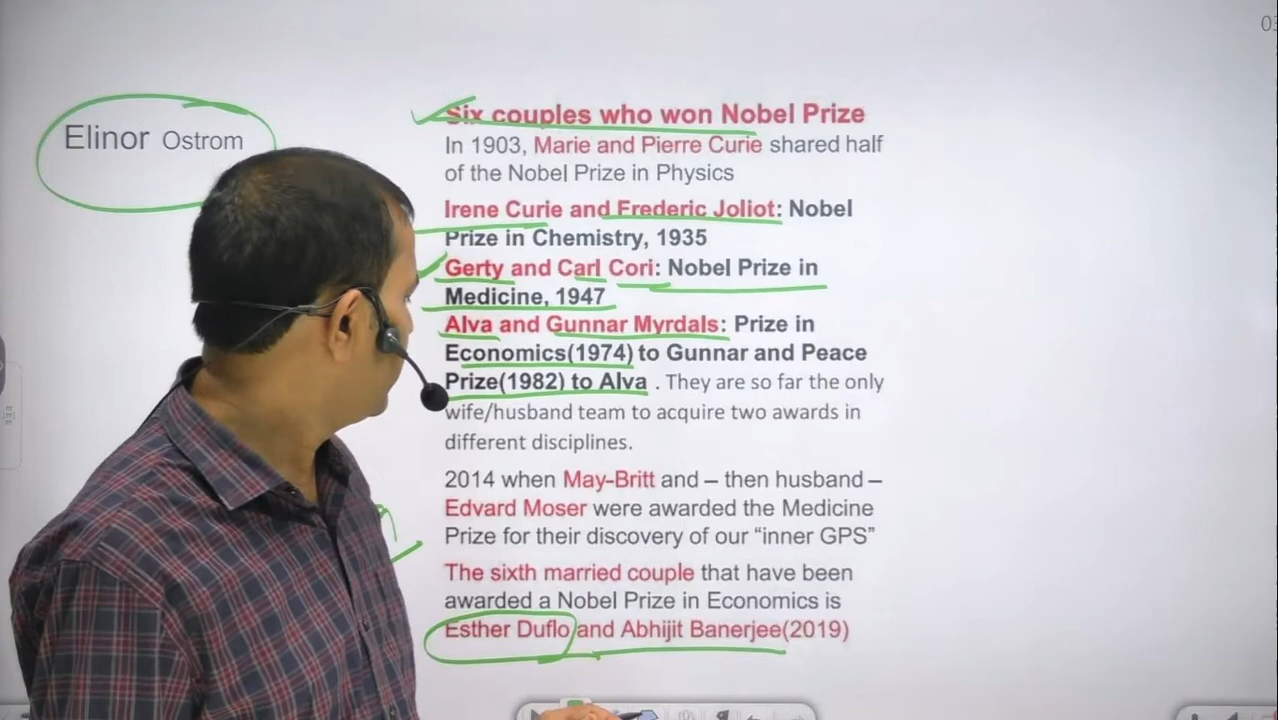 03
Elinor Ostrom
Six couples who won Nobel Prize
In 1903, Marie and Pierre Curie shared half
of the Nobel Prize in Physics
Irene Curie and Frederic Joliot: Nobel
Prize in Chemistry, 1935
Gerty and Carl Cori: Nobel Prize in
Medicine, 1947
Alva and Gunnar Myrdals: Prize in
Economics(1974) to Gunnar and Peace
Prize(1982) to Alva . They are so far the only
wife/husband team to acquire two awards in
different disciplines.
2014 when May-Britt and – then husband –
Edvard Moser were awarded the Medicine
Prize for their discovery of our “inner GPS”
The sixth married couple that have been
awarded a Nobel Prize in Economics is
Esther Duflo and Abhijit Banerjee(2019)